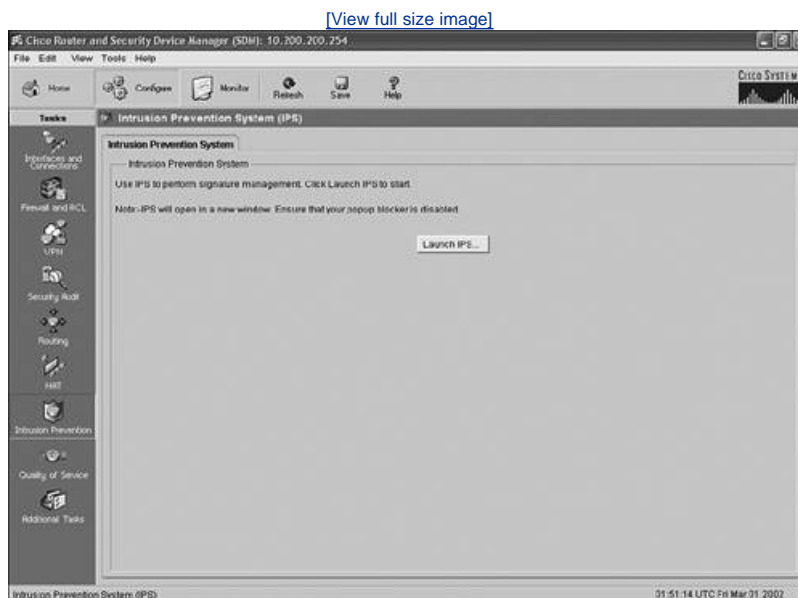 [View full size image]
Cisco Router and Security Device Manager (SDM): 10.200.200.254
File Edit View Tools Help
Home Configure Monitor Refresh Save Help
CISCO SYSTEM
Tasks
Intrusion Prevention System (IPS)
Interfaces and Connections
Firewall and ACL
VPN
Security Audit
Routing
NAT
Intrusion Prevention
Quality of Service
Additional Tasks
Intrusion Prevention System
Intrusion Prevention System
Use IPS to perform signature management. Click Launch IPS to start.
Note:-IPS will open in a new window. Ensure that your popup blocker is disabled.
Launch IPS...
Intrusion Prevention System (IPS)
01:51:14 UTC Fri Mar 01 2002